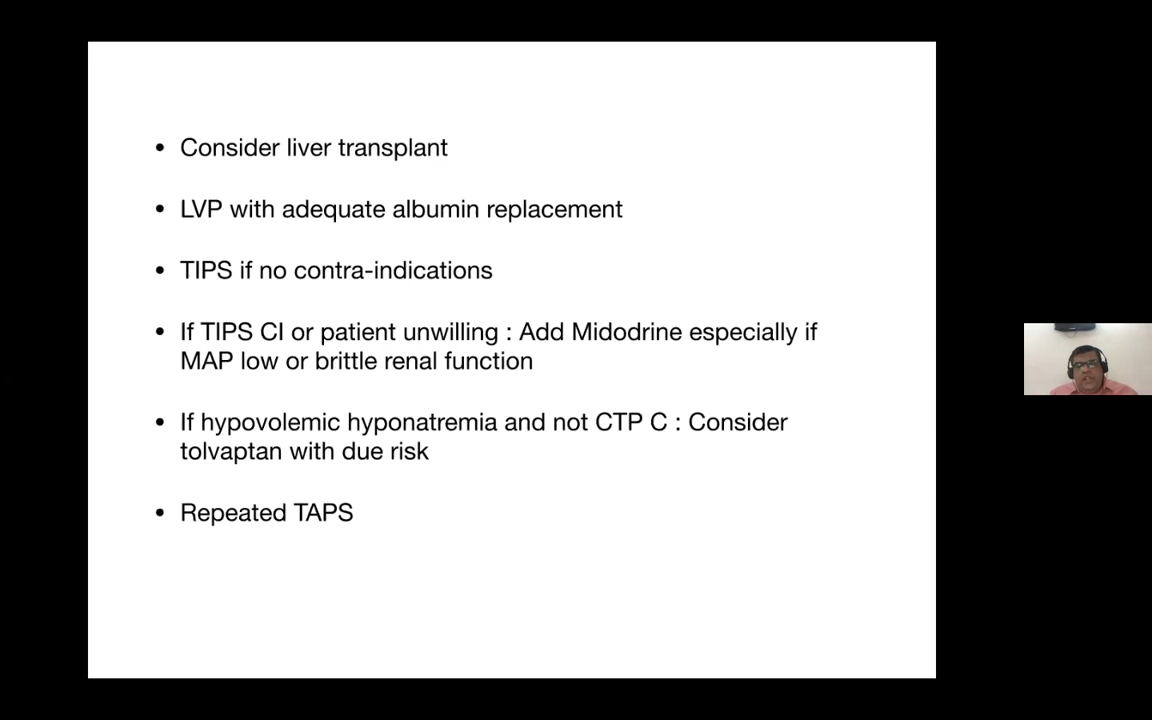 • Consider liver transplant
• LVP with adequate albumin replacement
• TIPS if no contra-indications
• If TIPS CI or patient unwilling : Add Midodrine especially if
MAP low or brittle renal function
• If hypovolemic hyponatremia and not CTP C : Consider
tolvaptan with due risk
• Repeated TAPS